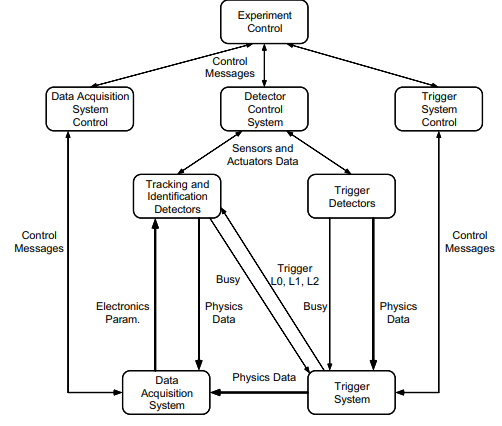 Experiment
Control
Control
Messages
Data Acquisition
System
Control
Detector
Control
System
Trigger
System
Control
Sensors and
Actuators Data
Tracking and
Identification
Detectors
Trigger
Detectors
Control
Messages
Control
Messages
Trigger
L0, L1, L2
Busy
Electronics
Param.
Physics
Data
Busy
Physics
Data
Physics Data
Data
Acquisition
System
Trigger
System